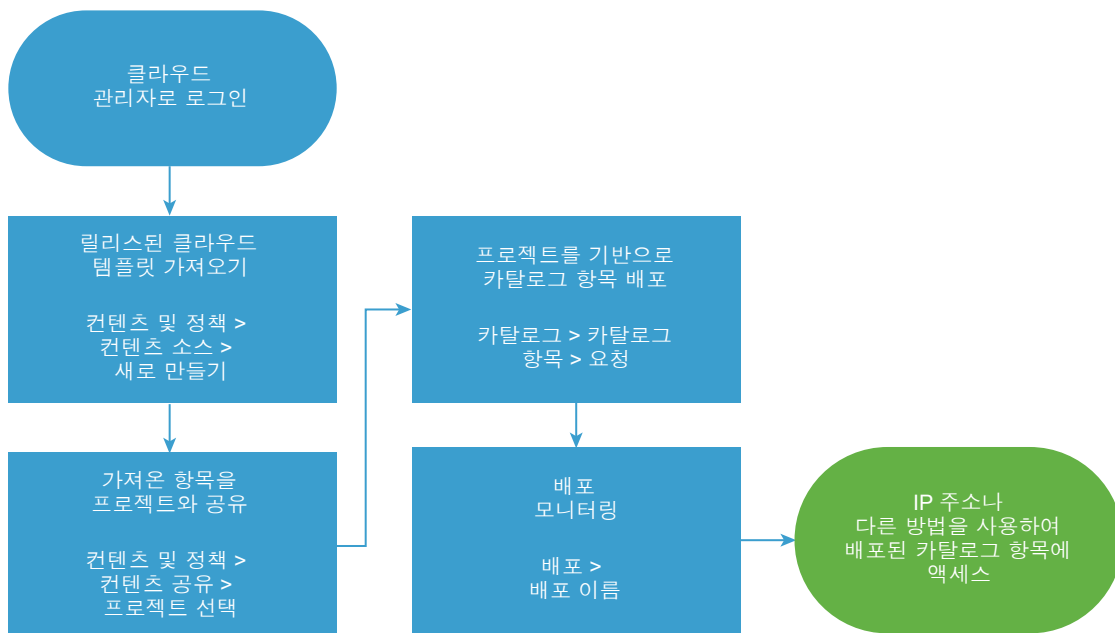 클라우드
관리자로 로그인
릴리스된 클라우드
템플릿 가져오기
컨텐츠 및 정책 >
컨텐츠 소스 >
새로 만들기
가져온 항목을
프로젝트와 공유
컨텐츠 및 정책 >
컨텐츠 공유 >
프로젝트 선택
프로젝트를 기반으로
카탈로그 항목 배포
카탈로그 > 카탈로그
항목 > 요청
배포
모니터링
배포 >
배포 이름
IP 주소나
다른 방법을 사용하여
배포된 카탈로그 항목에
액세스